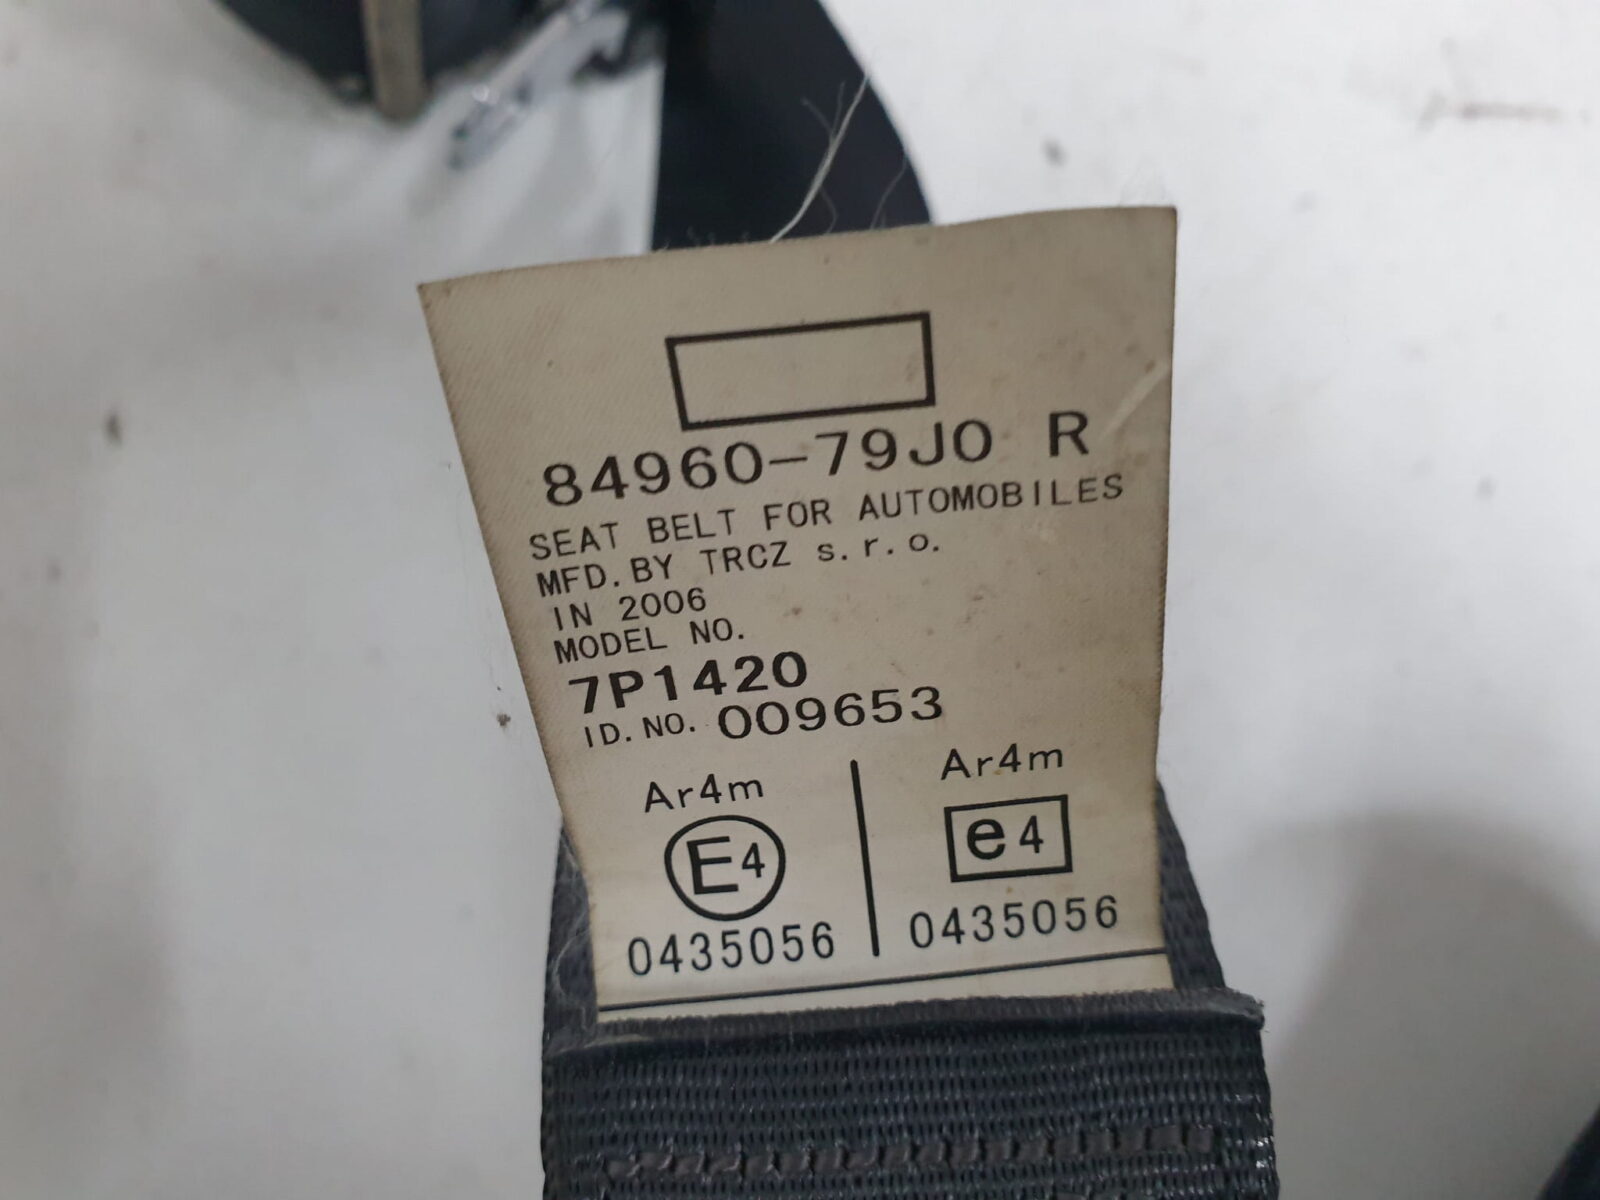 84960-79J0 R
SEAT BELT FOR AUTOMOBILES
MFD. BY TRCZ s. r. o.
IN 2006
MODEL NO.
7P1420
ID. NO. 009653
Ar4m
E4
0435056
Ar4m
e4
0435056